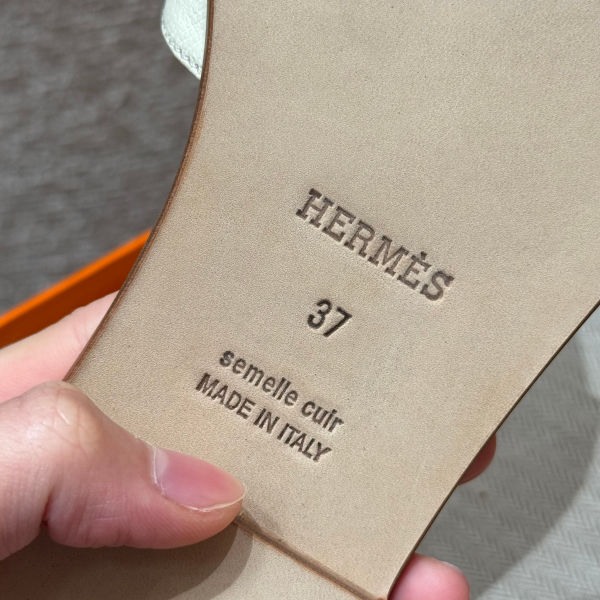 HERMÈS
37
semelle cuir
MADE IN ITALY